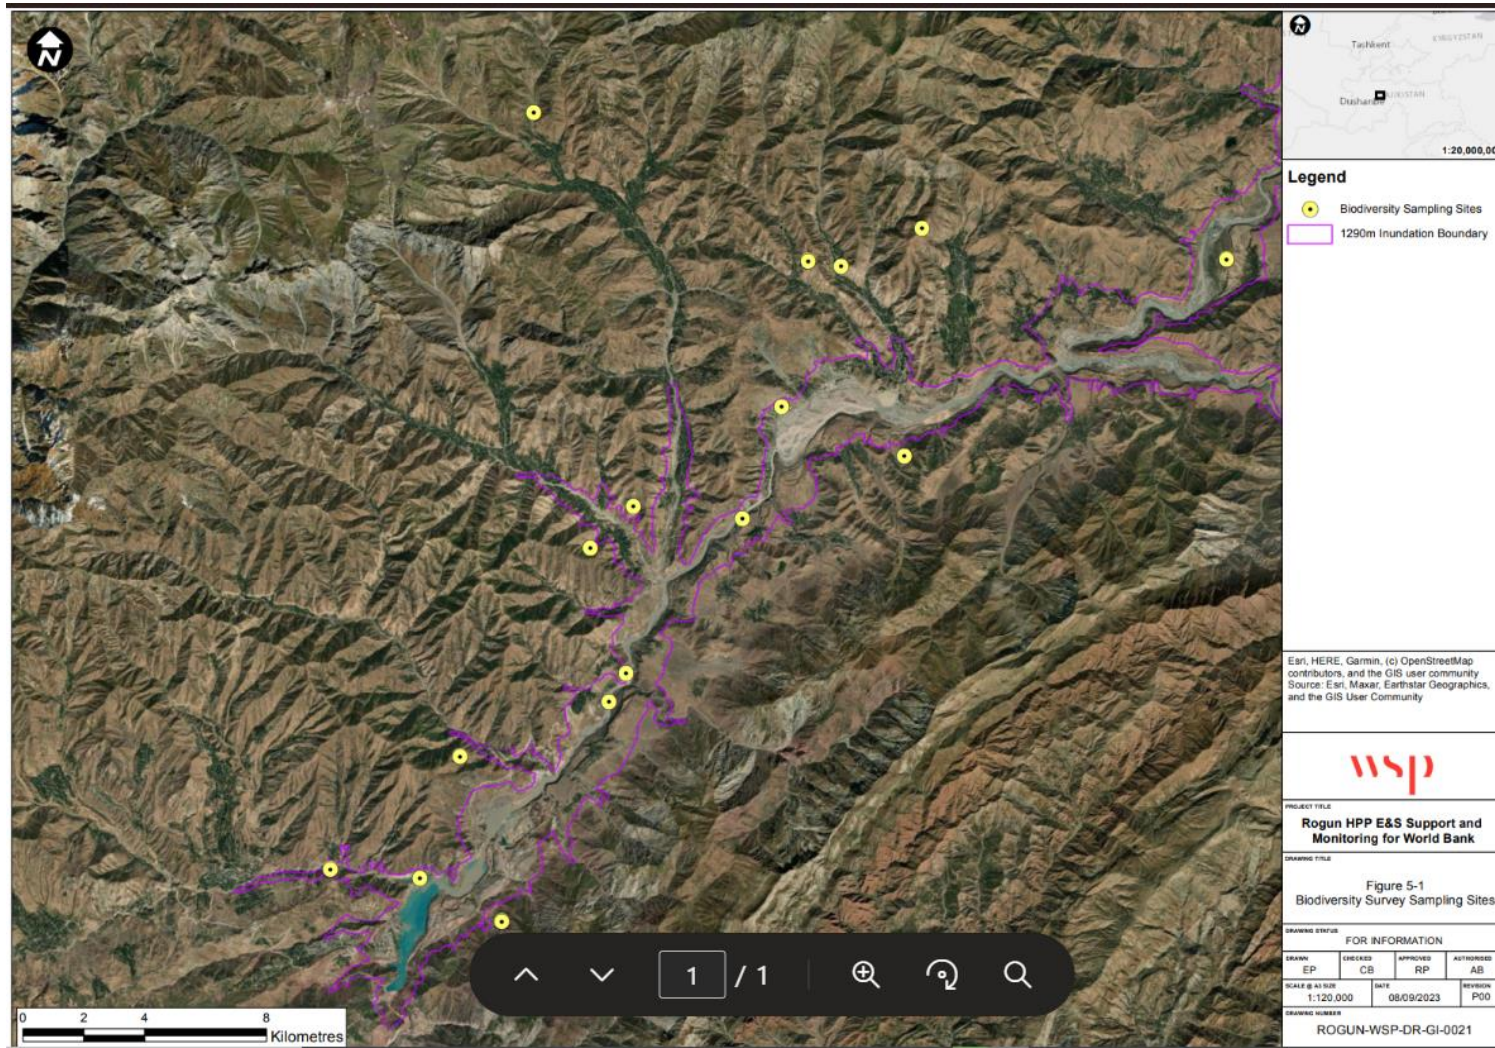 N
N
Tashkent
KYRGYZSTAN
Dushanbe
1:20,000,00
Legend
Biodiversity Sampling Sites
1290m Inundation Boundary
Esri, HERE, Garmin, (c) OpenStreetMap
contributors, and the GIS user community
Source: Esri, Maxar, Earthstar Geographics,
and the GIS User Community
wsp
PROJECT TITLE
Rogun HPP E&S Support and
Monitoring for World Bank
DRAWING TITLE
Figure 5-1
Biodiversity Survey Sampling Sites
DRAWING STATUS
FOR INFORMATION
DRAWN CHECKED APPROVED AUTHORISED
EP CB RP AB
SCALE @ A3 SIZE DATE REVISION
1:120,000 08/09/2023 P00
DRAWING NUMBER
ROGUN-WSP-DR-GI-0021
1 / 1
0 2 4 8
Kilometres